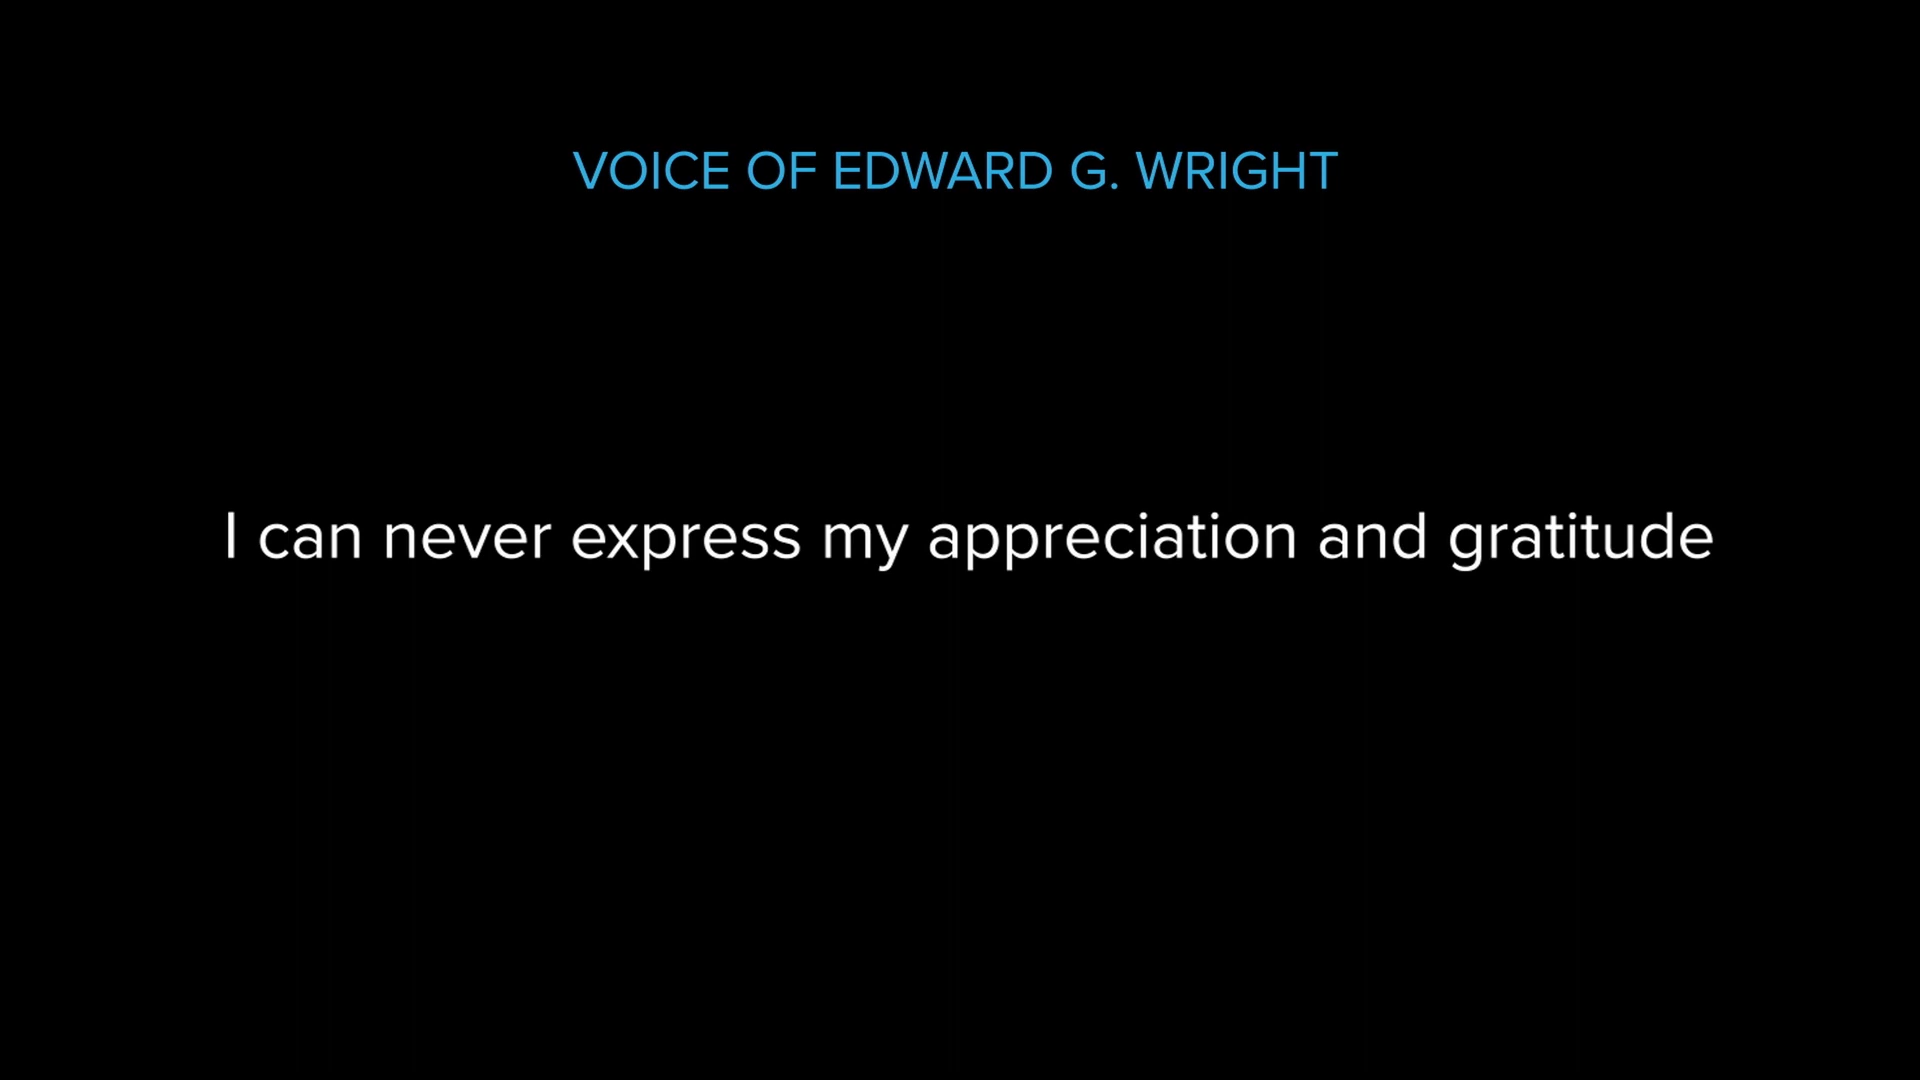 VOICE OF EDWARD G. WRIGHT
I can never express my appreciation and gratitude